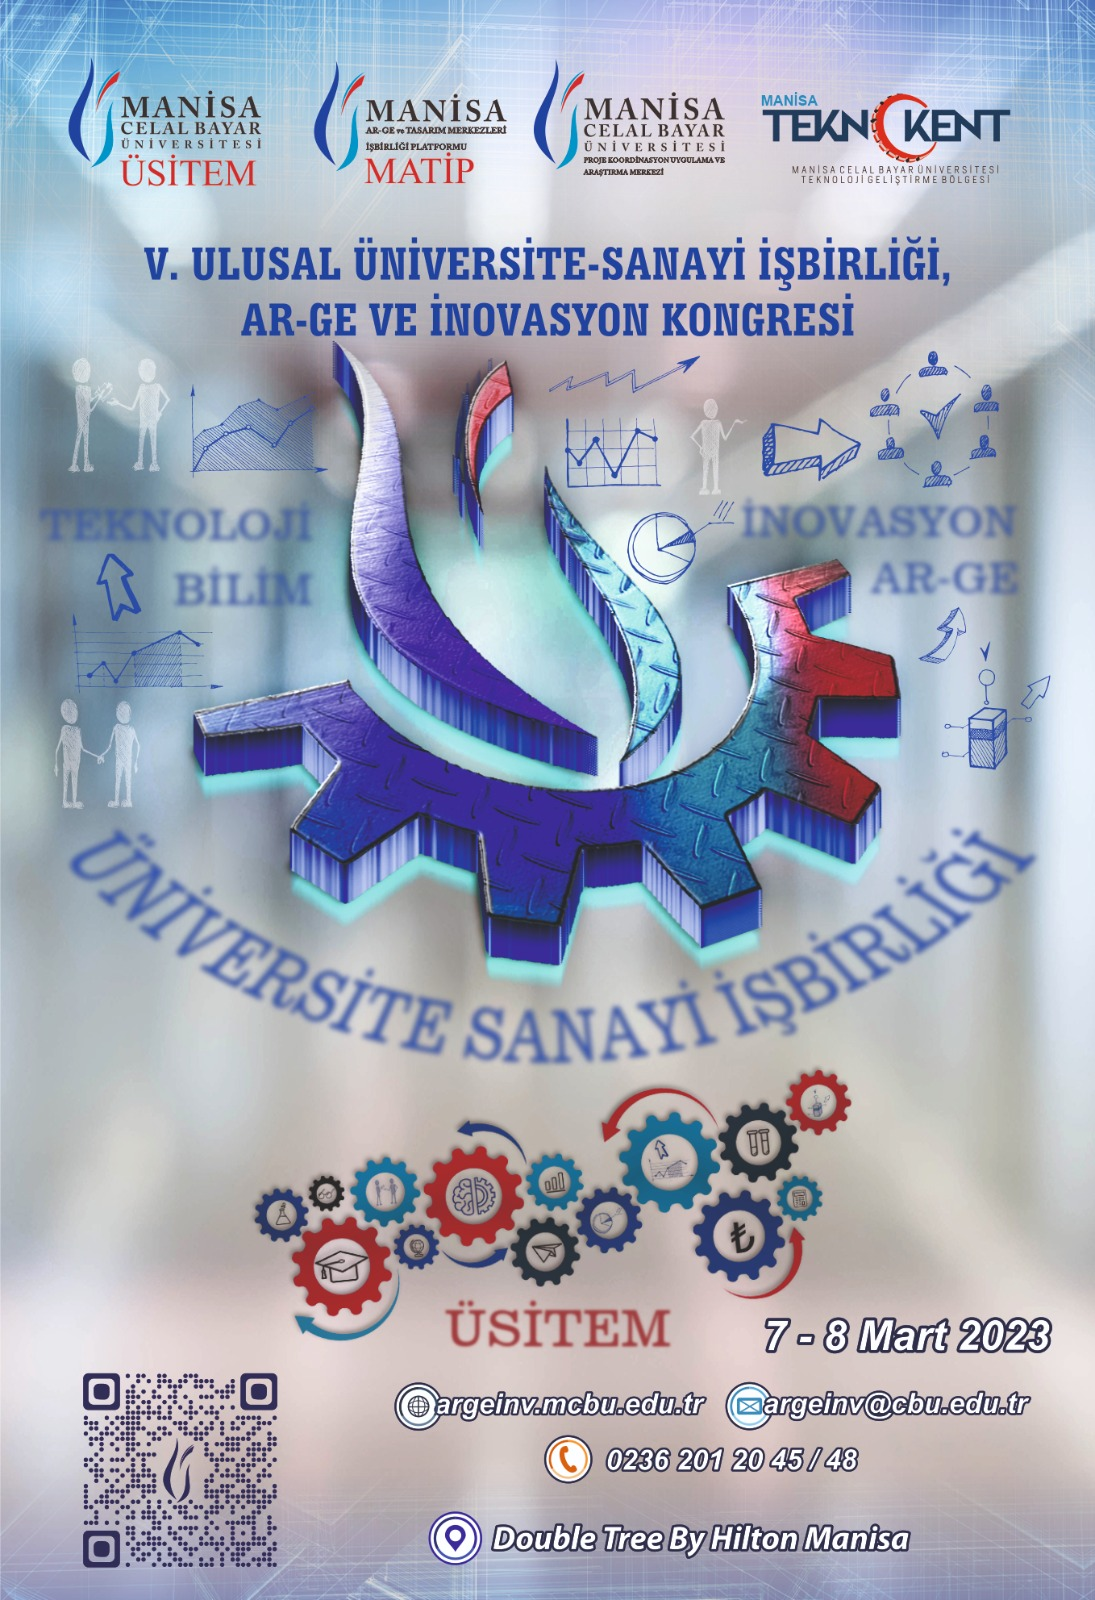 MANİSA
CELAL BAYAR
ÜNİVERSİTESİ
ÜSİTEM
MANİSA
AR-GE ve TASARIM MERKEZLERİ
İŞBİRLİĞİ PLATFORMU
MATİP
MANİSA
CELAL BAYAR
ÜNİVERSİTESİ
PROJE KOORDİNASYON UYGULAMA VE
ARAŞTIRMA MERKEZİ
MANİSA
TEKNOKENT
MANİSA CELAL BAYAR ÜNİVERSİTESİ
TEKNOLOJİ GELİŞTİRME BÖLGESİ
V. ULUSAL ÜNİVERSİTE-SANAYİ İŞBİRLİĞİ,
AR-GE VE İNOVASYON KONGRESİ
TEKNOLOJİ
BİLİM
İNOVASYON
AR-GE
ÜNİVERSİTE SANAYİ İŞBİRLİĞİ
₺
ÜSİTEM
7 - 8 Mart 2023
argeinv.mcbu.edu.tr
argeinv@cbu.edu.tr
0236 201 20 45 / 48
Double Tree By Hilton Manisa